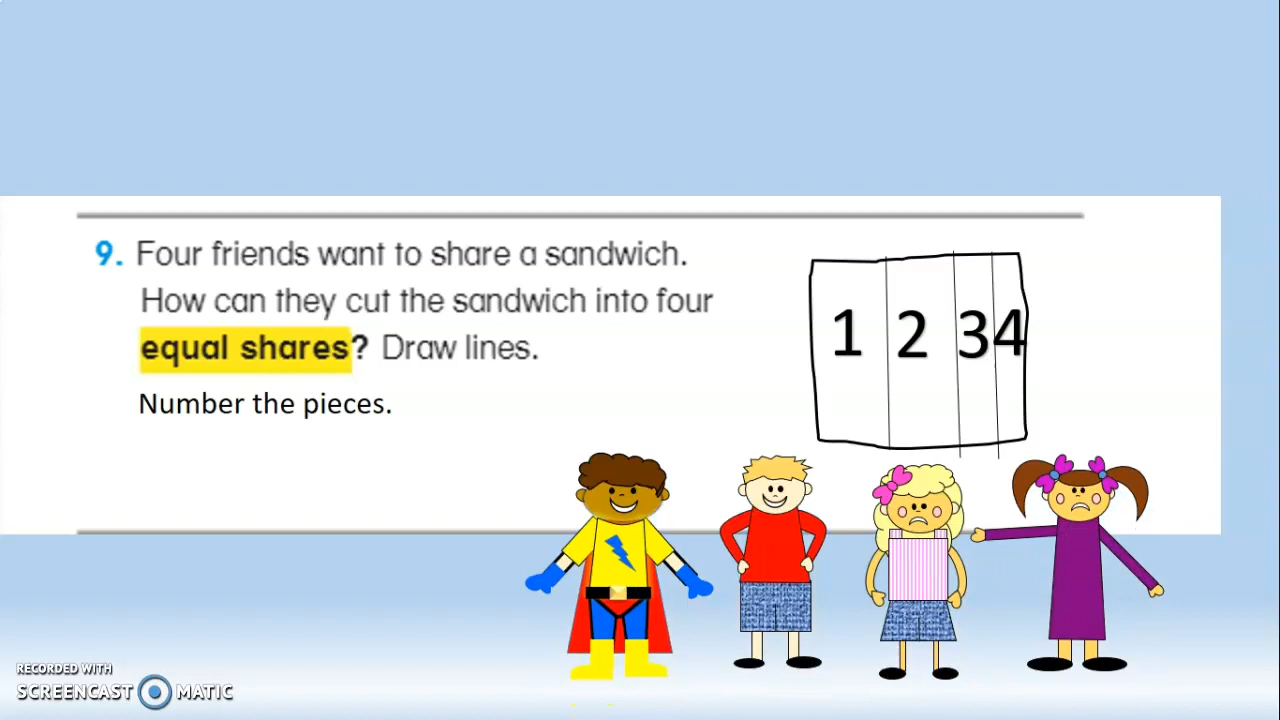 9. Four friends want to share a sandwich.
How can they cut the sandwich into four
equal shares? Draw lines.
Number the pieces.
1 2 3 4
RECORDED WITH
SCREENCAST MATIC